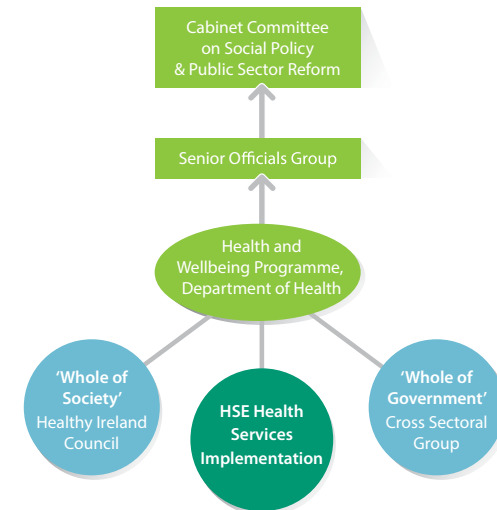 Cabinet Committee
on Social Policy
& Public Sector Reform
Senior Officials Group
Health and
Wellbeing Programme,
Department of Health
‘Whole of
Society’
Healthy Ireland
Council
HSE Health
Services
Implementation
‘Whole of
Government’
Cross Sectoral
Group